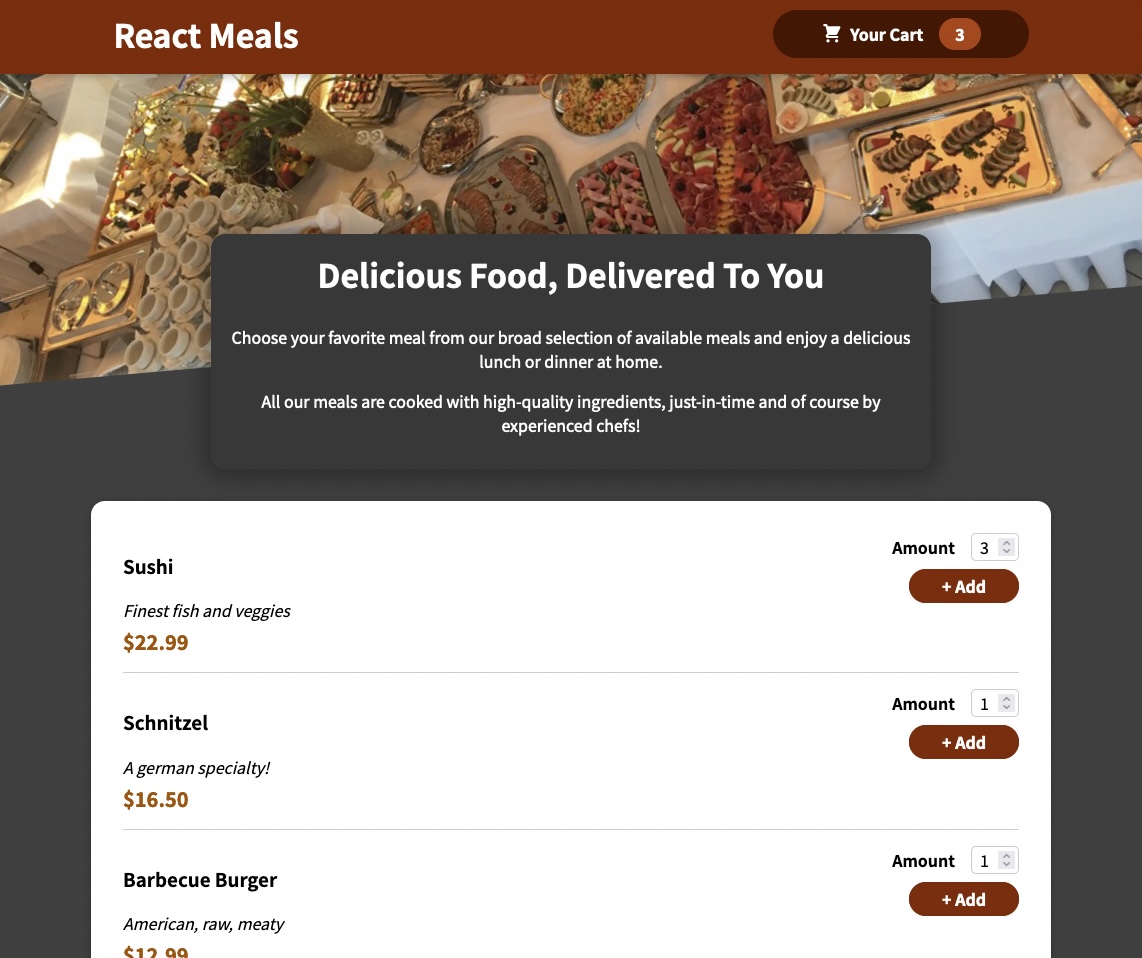 React Meals
Your Cart 3
Delicious Food, Delivered To You
Choose your favorite meal from our broad selection of available meals and enjoy a delicious
lunch or dinner at home.
All our meals are cooked with high-quality ingredients, just-in-time and of course by
experienced chefs!
Sushi
Amount 3
+ Add
Finest fish and veggies
$22.99
Schnitzel
Amount 1
+ Add
A german specialty!
$16.50
Barbecue Burger
Amount 1
+ Add
American, raw, meaty
$12.99